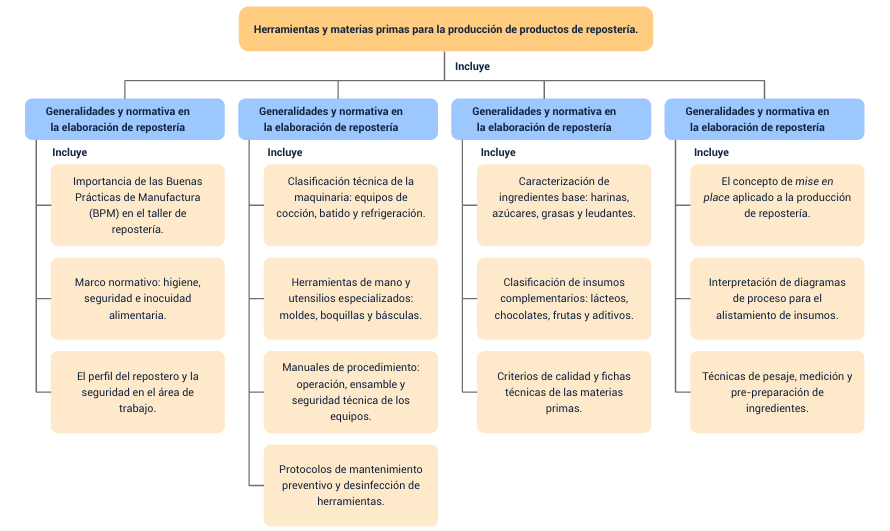 Herramientas y materias primas para la producción de productos de repostería.
Incluye
Generalidades y normativa en
la elaboración de repostería
Incluye
Importancia de las Buenas
Prácticas de Manufactura
(BPM) en el taller de
repostería.
Marco normativo: higiene,
seguridad e inocuidad
alimentaria.
El perfil del repostero y la
seguridad en el área de
trabajo.
Generalidades y normativa en
la elaboración de repostería
Incluye
Clasificación técnica de la
maquinaria: equipos de
cocción, batido y refrigeración.
Herramientas de mano y
utensilios especializados:
moldes, boquillas y básculas.
Manuales de procedimiento:
operación, ensamble y
seguridad técnica de los
equipos.
Protocolos de mantenimiento
preventivo y desinfección de
herramientas.
Generalidades y normativa en
la elaboración de repostería
Incluye
Caracterización de
ingredientes base: harinas,
azúcares, grasas y leudantes.
Clasificación de insumos
complementarios: lácteos,
chocolates, frutas y aditivos.
Criterios de calidad y fichas
técnicas de las materias
primas.
Generalidades y normativa en
la elaboración de repostería
Incluye
El concepto de mise en
place aplicado a la producción
de repostería.
Interpretación de diagramas
de proceso para el
alistamiento de insumos.
Técnicas de pesaje, medición y
pre-preparación de
ingredientes.